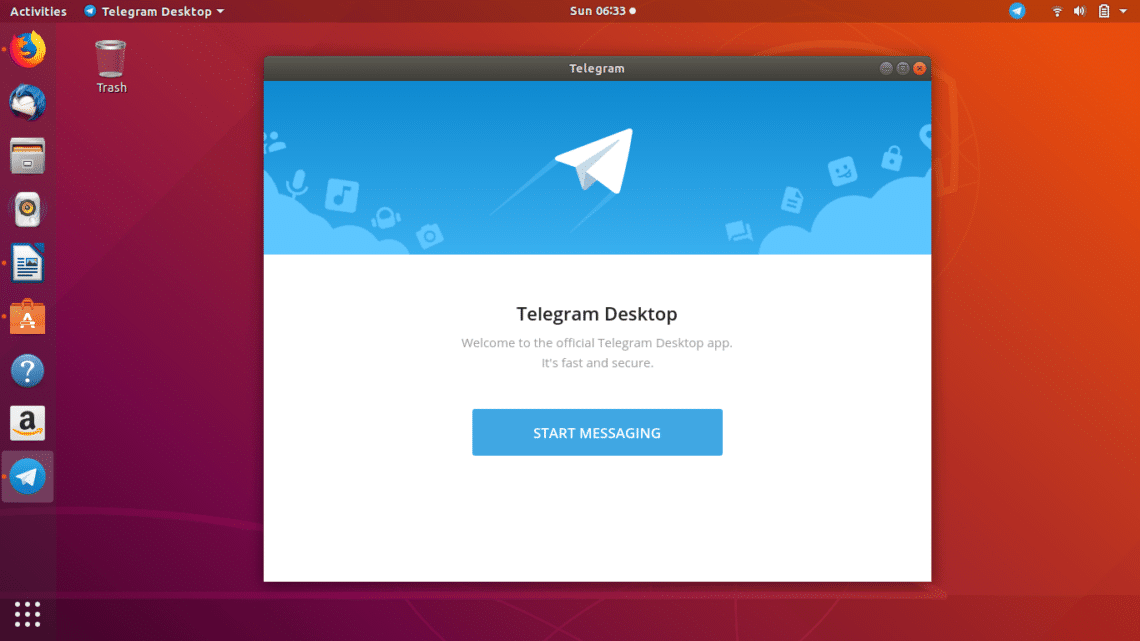 Activities
Telegram Desktop
Sun 06:33
Trash
Telegram
Telegram Desktop
Welcome to the official Telegram Desktop app.
It's fast and secure.
START MESSAGING